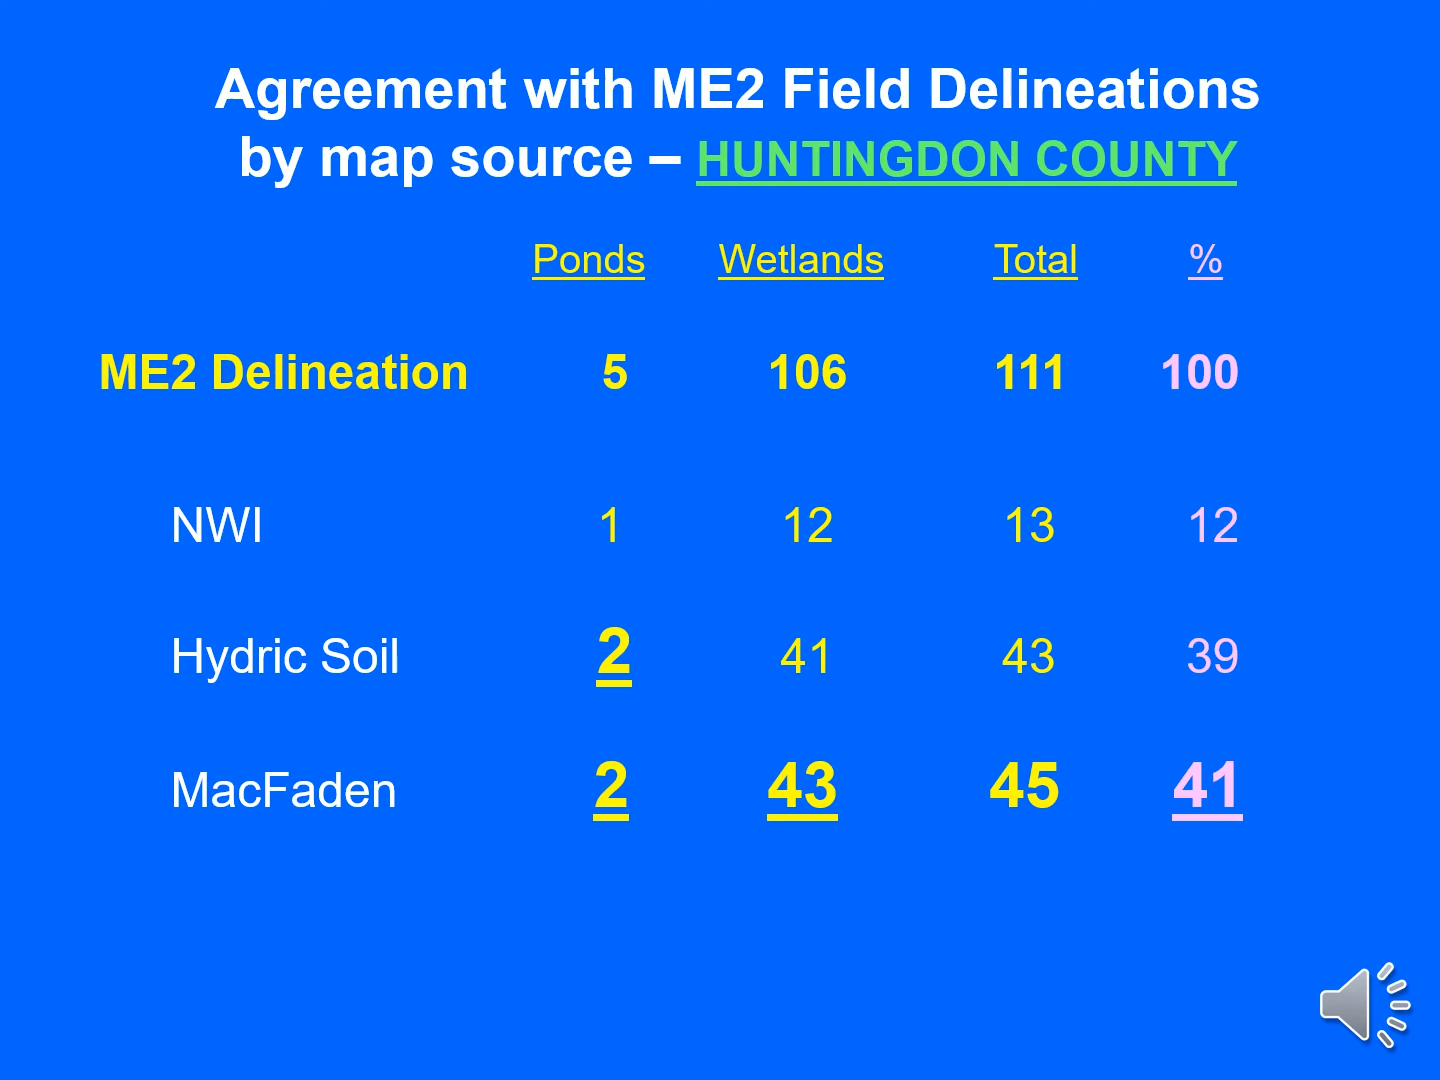 Agreement with ME2 Field Delineations
by map source – HUNTINGDON COUNTY
Ponds Wetlands Total %
ME2 Delineation 5 106 111 100
NWI 1 12 13 12
Hydric Soil 2 41 43 39
MacFaden 2 43 45 41